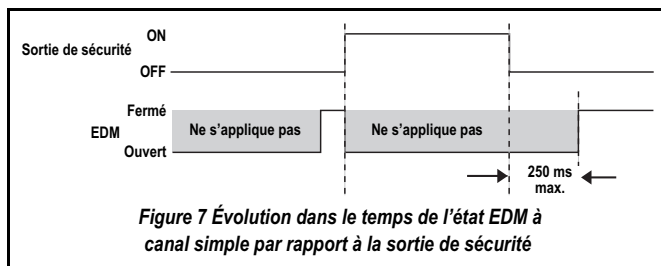 ON
Sortie de sécurité
OFF
Fermé
EDM
Ne s'applique pas
Ne s'applique pas
Ouvert
250 ms
max.
Figure 7 Évolution dans le temps de l'état EDM à
canal simple par rapport à la sortie de sécurité